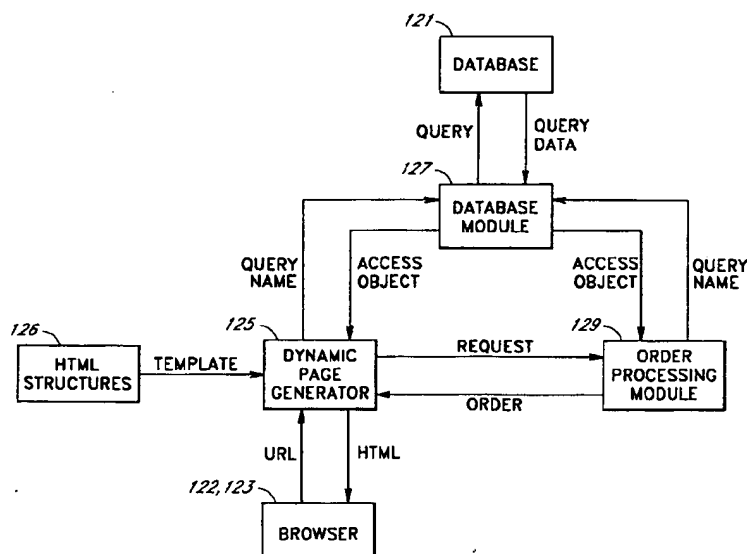 121
DATABASE
QUERY
QUERY
DATA
127
DATABASE
MODULE
QUERY
NAME
ACCESS
OBJECT
ACCESS
OBJECT
QUERY
NAME
126
HTML
STRUCTURES
TEMPLATE
125
DYNAMIC
PAGE
GENERATOR
REQUEST
ORDER
129
ORDER
PROCESSING
MODULE
URL
HTML
122,123
BROWSER